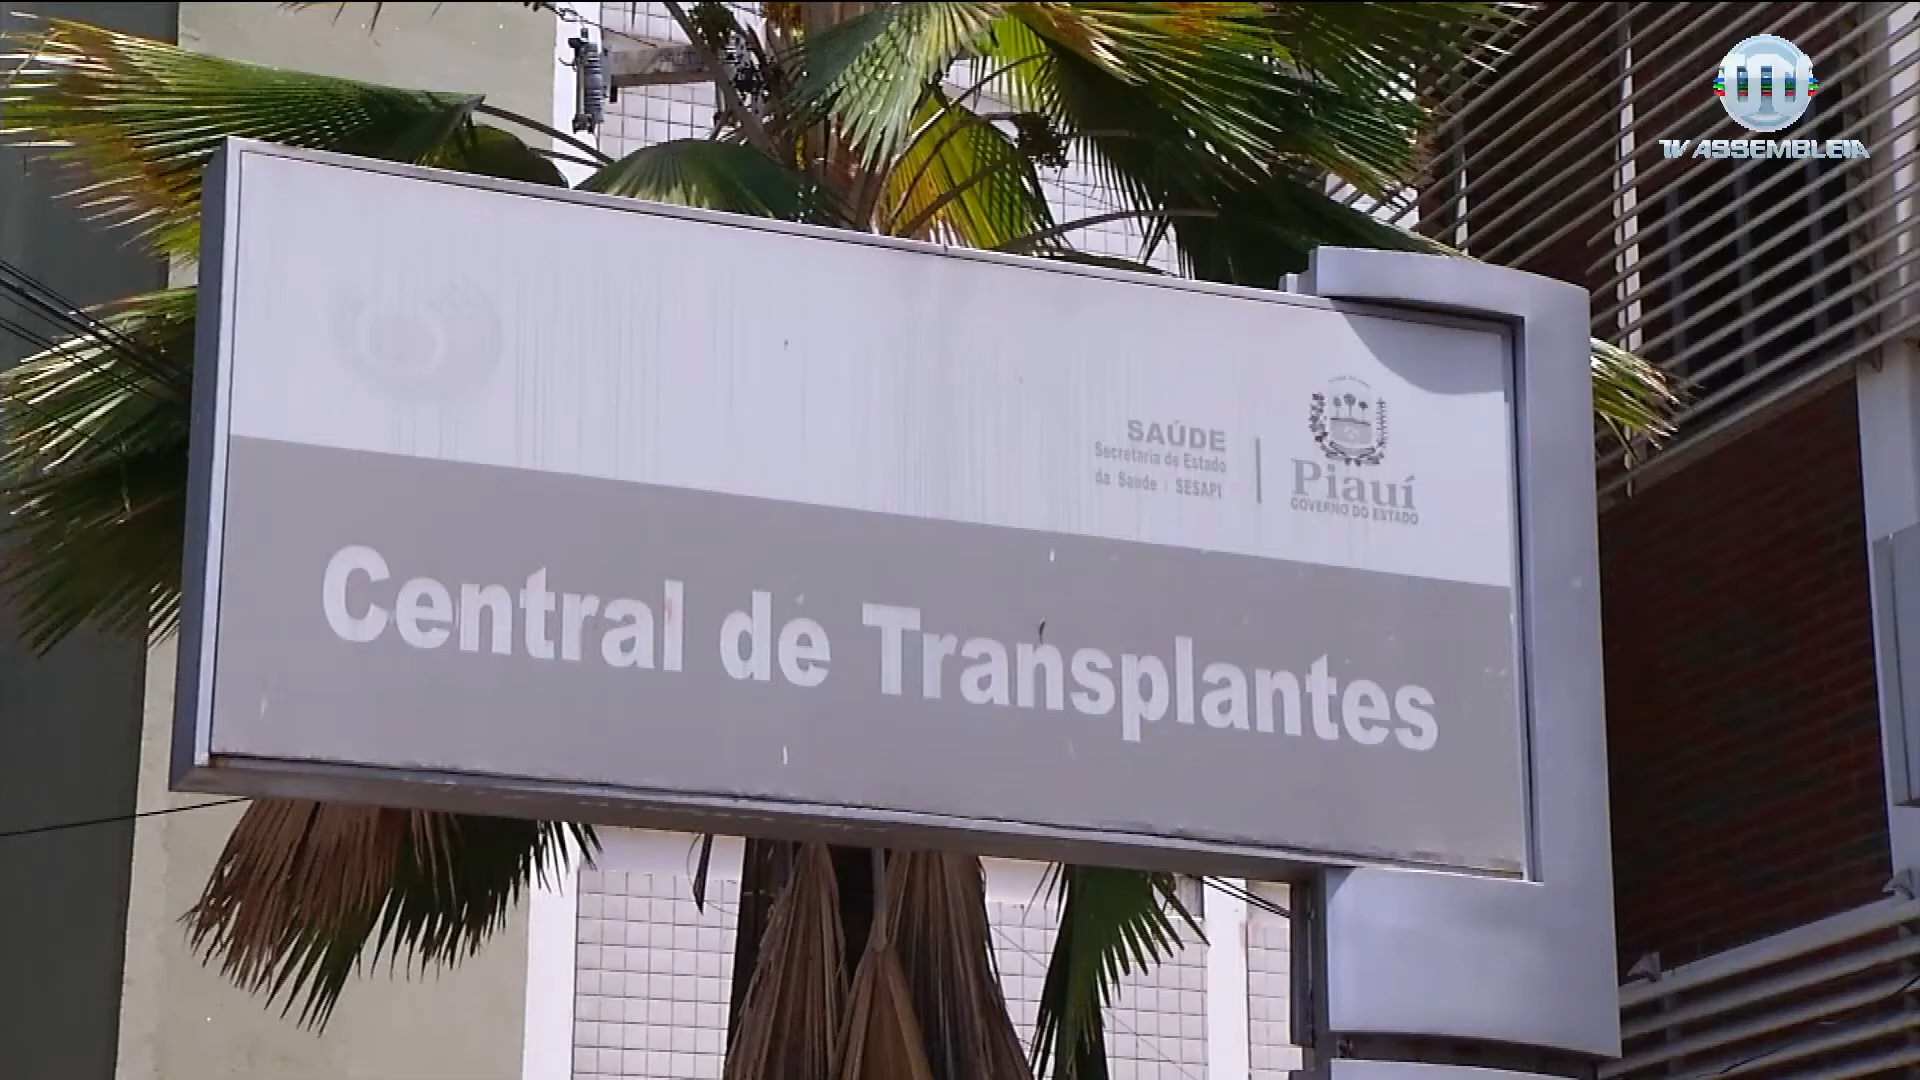 TV ASSEMBLEIA
SAÚDE
Secretaria de Estado
da Saúde | SESAPI
Piauí
GOVERNO DO ESTADO
Central de Transplantes